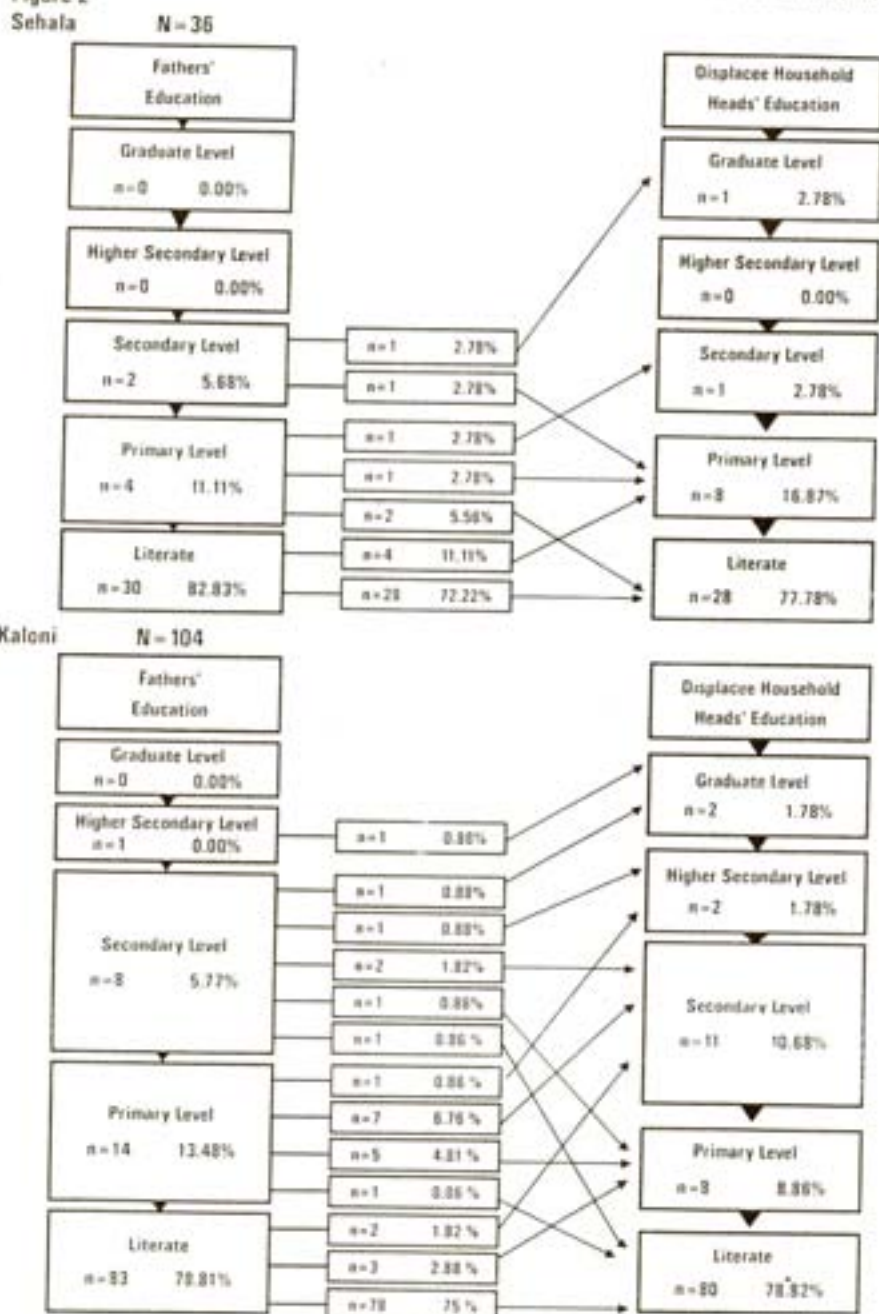 Sehala N=36
Fathers'
Education
Graduate Level
n=0 0.00%
Higher Secondary Level
n=0 0.00%
Secondary Level
n=2 5.68%
Primary Level
n=4 11.11%
Literate
n=30 82.83%
n=1 2.78%
n=1 2.78%
n=1 2.78%
n=1 2.78%
n=2 5.56%
n=4 11.11%
n=28 72.22%
Displacee Household
Heads' Education
Graduate Level
n=1 2.78%
Higher Secondary Level
n=0 0.00%
Secondary Level
n=1 2.78%
Primary Level
n=8 16.87%
Literate
n=28 77.78%
Kaloni N=104
Fathers'
Education
Graduate Level
n=0 0.00%
Higher Secondary Level
n=1 0.00%
Secondary Level
n=8 5.77%
Primary Level
n=14 13.48%
Literate
n=83 79.81%
n=1 0.86%
n=1 0.88%
n=1 0.88%
n=2 1.82%
n=1 0.86%
n=1 0.86 %
n=1 0.86 %
n=7 6.76 %
n=5 4.81 %
n=1 0.06 %
n=2 1.82 %
n=3 2.88 %
n=78 75 %
Displacee Household
Heads' Education
Graduate Level
n=2 1.78%
Higher Secondary Level
n=2 1.78%
Secondary Level
n=11 10.68%
Primary Level
n=9 8.86%
Literate
n=80 78.82%